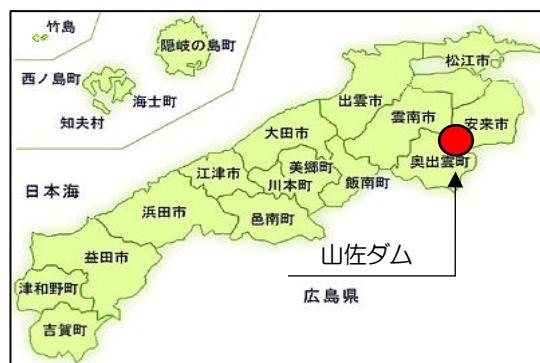 竹島
隠岐の島町
西ノ島町
海士町
知夫村
松江市
出雲市
雲南市
安来市
大田市
奥出雲町
美郷町
江津市
川本町
飯南町
日本海
浜田市
邑南町
益田市
山佐ダム
津和野町
広島県
吉賀町